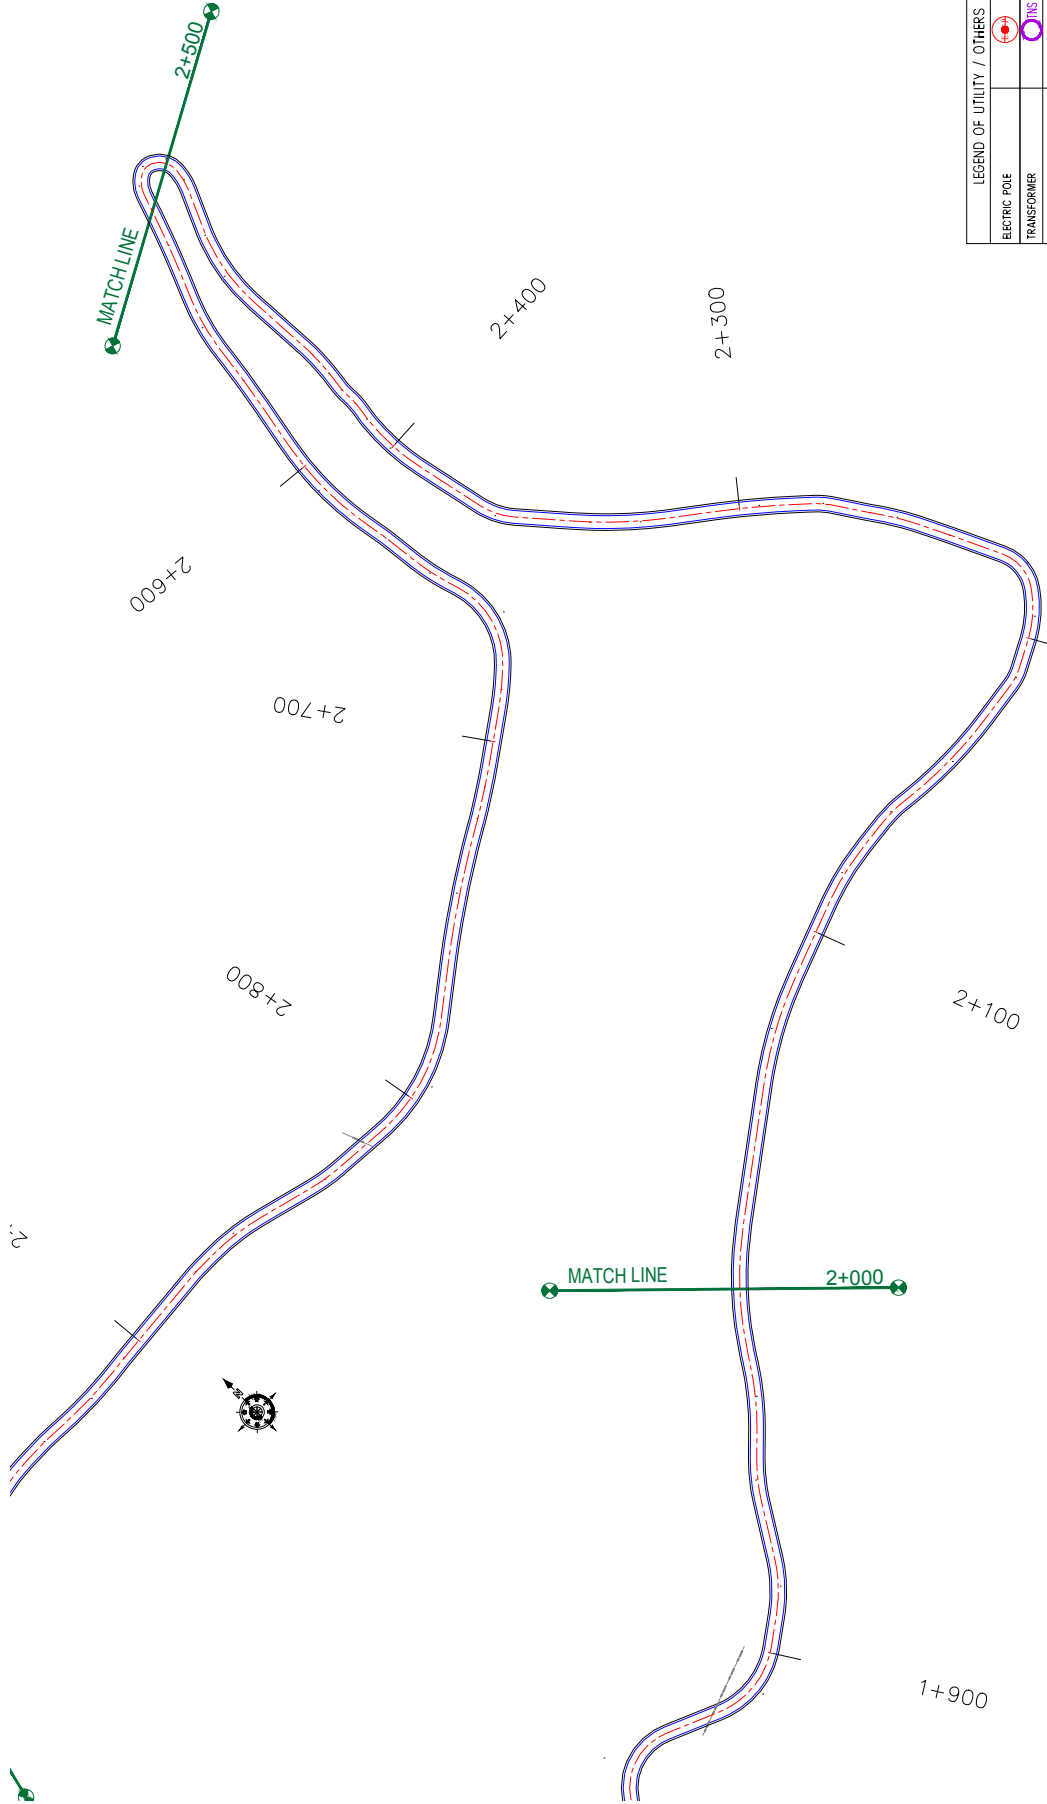 2+500
MATCH LINE
LEGEND OF UTILITY / OTHERS
ELECTRIC POLE
TRANSFORMER
TNS
2+400
2+300
2+600
2+700
2+800
2+100
MATCH LINE
2+000
N
1+900